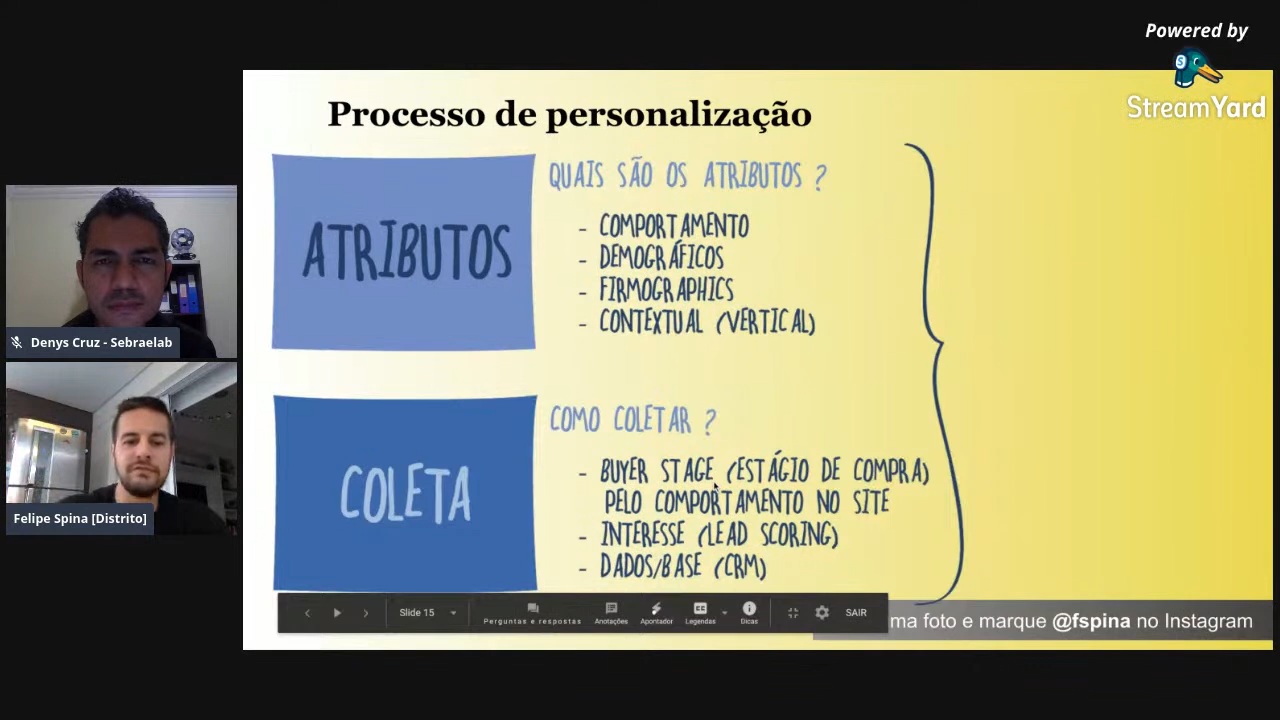 Powered by
StreamYard
Processo de personalização
ATRIBUTOS
QUAIS SÃO OS ATRIBUTOS ?
- COMPORTAMENTO
- DEMOGRÁFICOS
- FIRMOGRAPHICS
- CONTEXTUAL (VERTICAL)
Denys Cruz - Sebraelab
COLETA
COMO COLETAR ?
- BUYER STAGE (ESTÁGIO DE COMPRA)
PELO COMPORTAMENTO NO SITE
- INTERESSE (LEAD SCORING)
- DADOS/BASE (CRM)
Felipe Spina [Distrito]
Slide 15
Perguntas e respostas
Anotações
Apontador
Legendas
Dicas
SAIR
ma foto e marque @fspina no Instagram